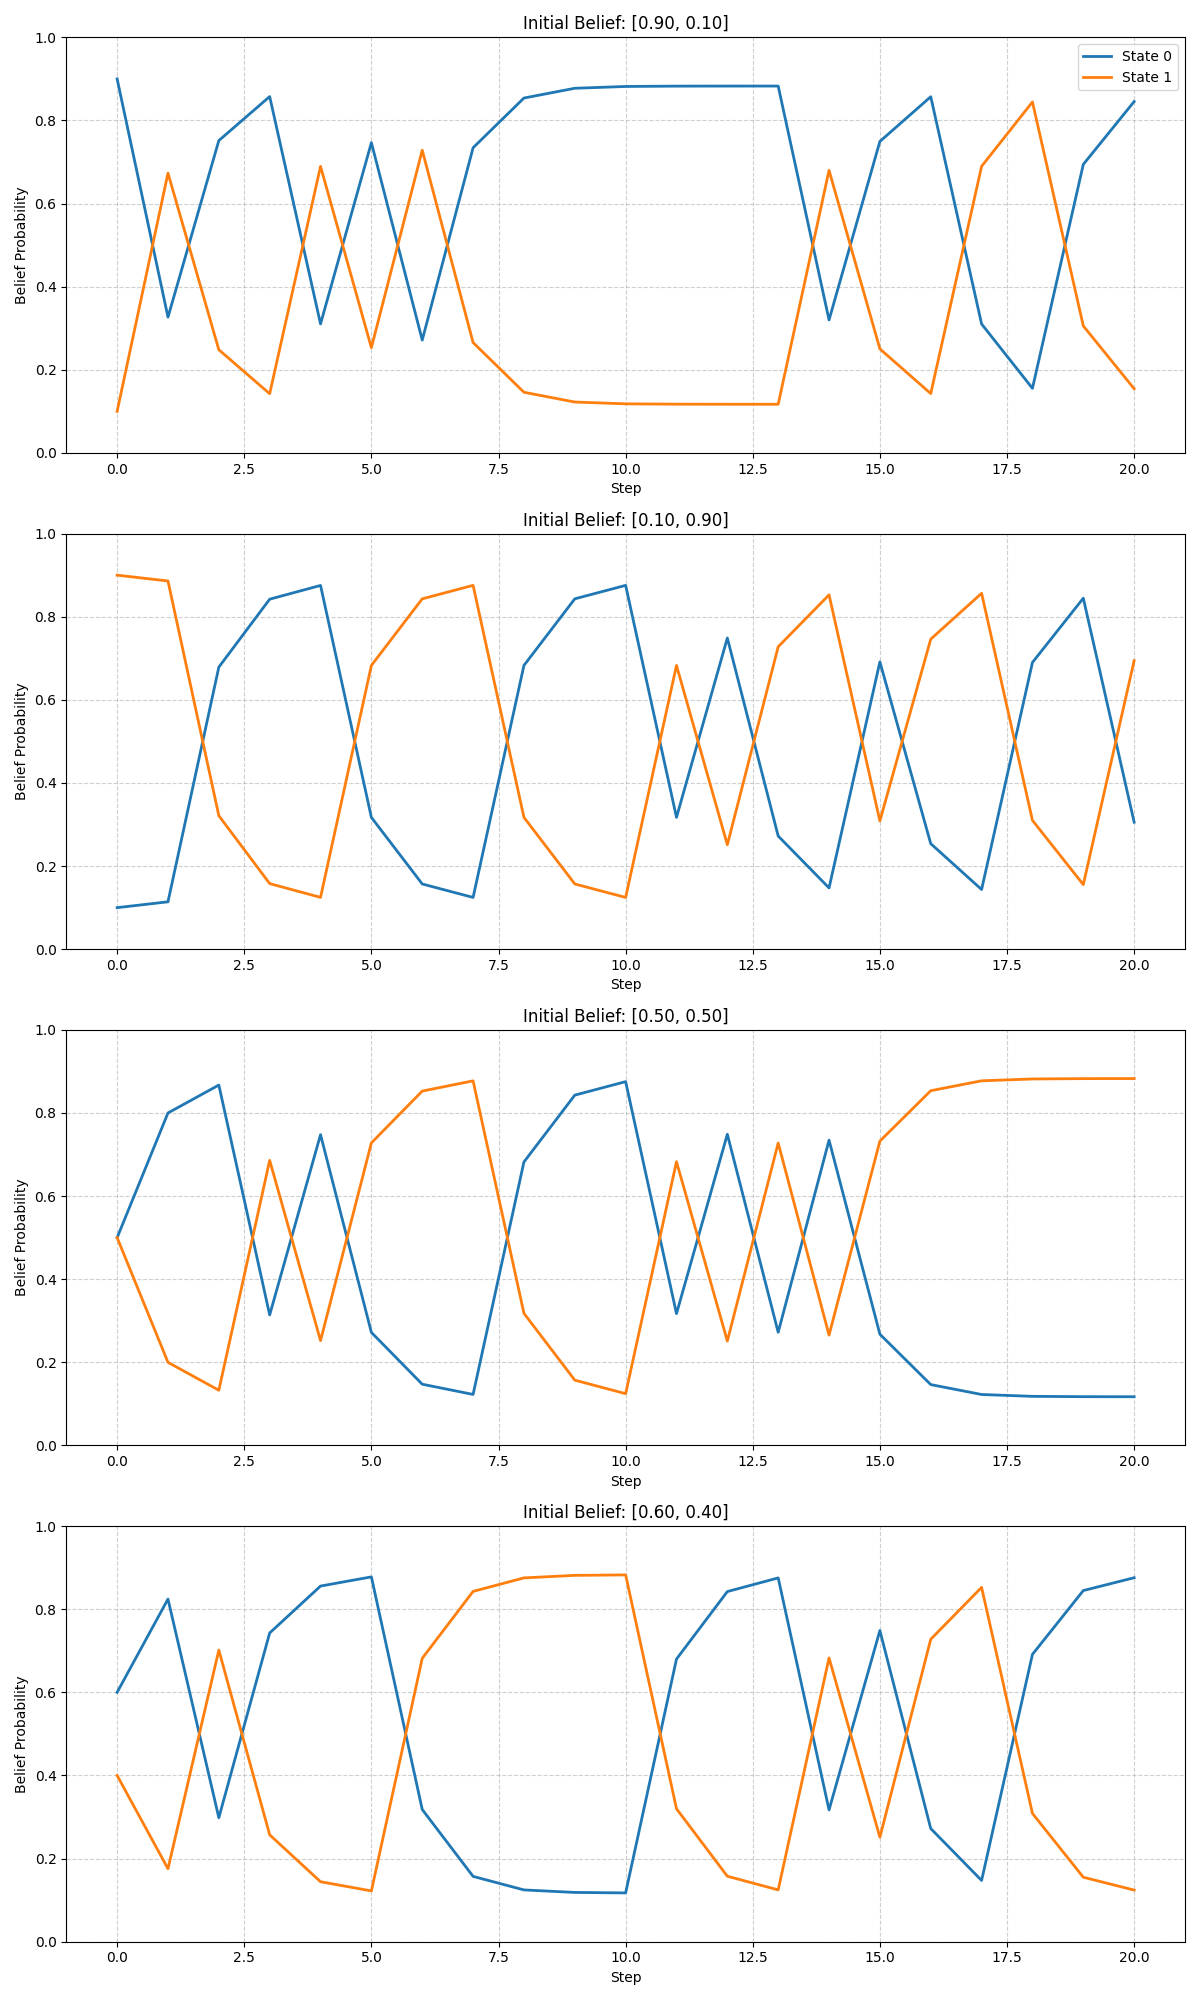 Initial Belief: [0.90, 0.10]
1.0
0.8
0.6
0.4
0.2
0.0
Belief Probability
State 0
State 1
0.0 2.5 5.0 7.5 10.0 12.5 15.0 17.5 20.0
Step
Initial Belief: [0.10, 0.90]
1.0
0.8
0.6
0.4
0.2
0.0
Belief Probability
0.0 2.5 5.0 7.5 10.0 12.5 15.0 17.5 20.0
Step
Initial Belief: [0.50, 0.50]
1.0
0.8
0.6
0.4
0.2
0.0
Belief Probability
0.0 2.5 5.0 7.5 10.0 12.5 15.0 17.5 20.0
Step
Initial Belief: [0.60, 0.40]
1.0
0.8
0.6
0.4
0.2
0.0
Belief Probability
0.0 2.5 5.0 7.5 10.0 12.5 15.0 17.5 20.0
Step